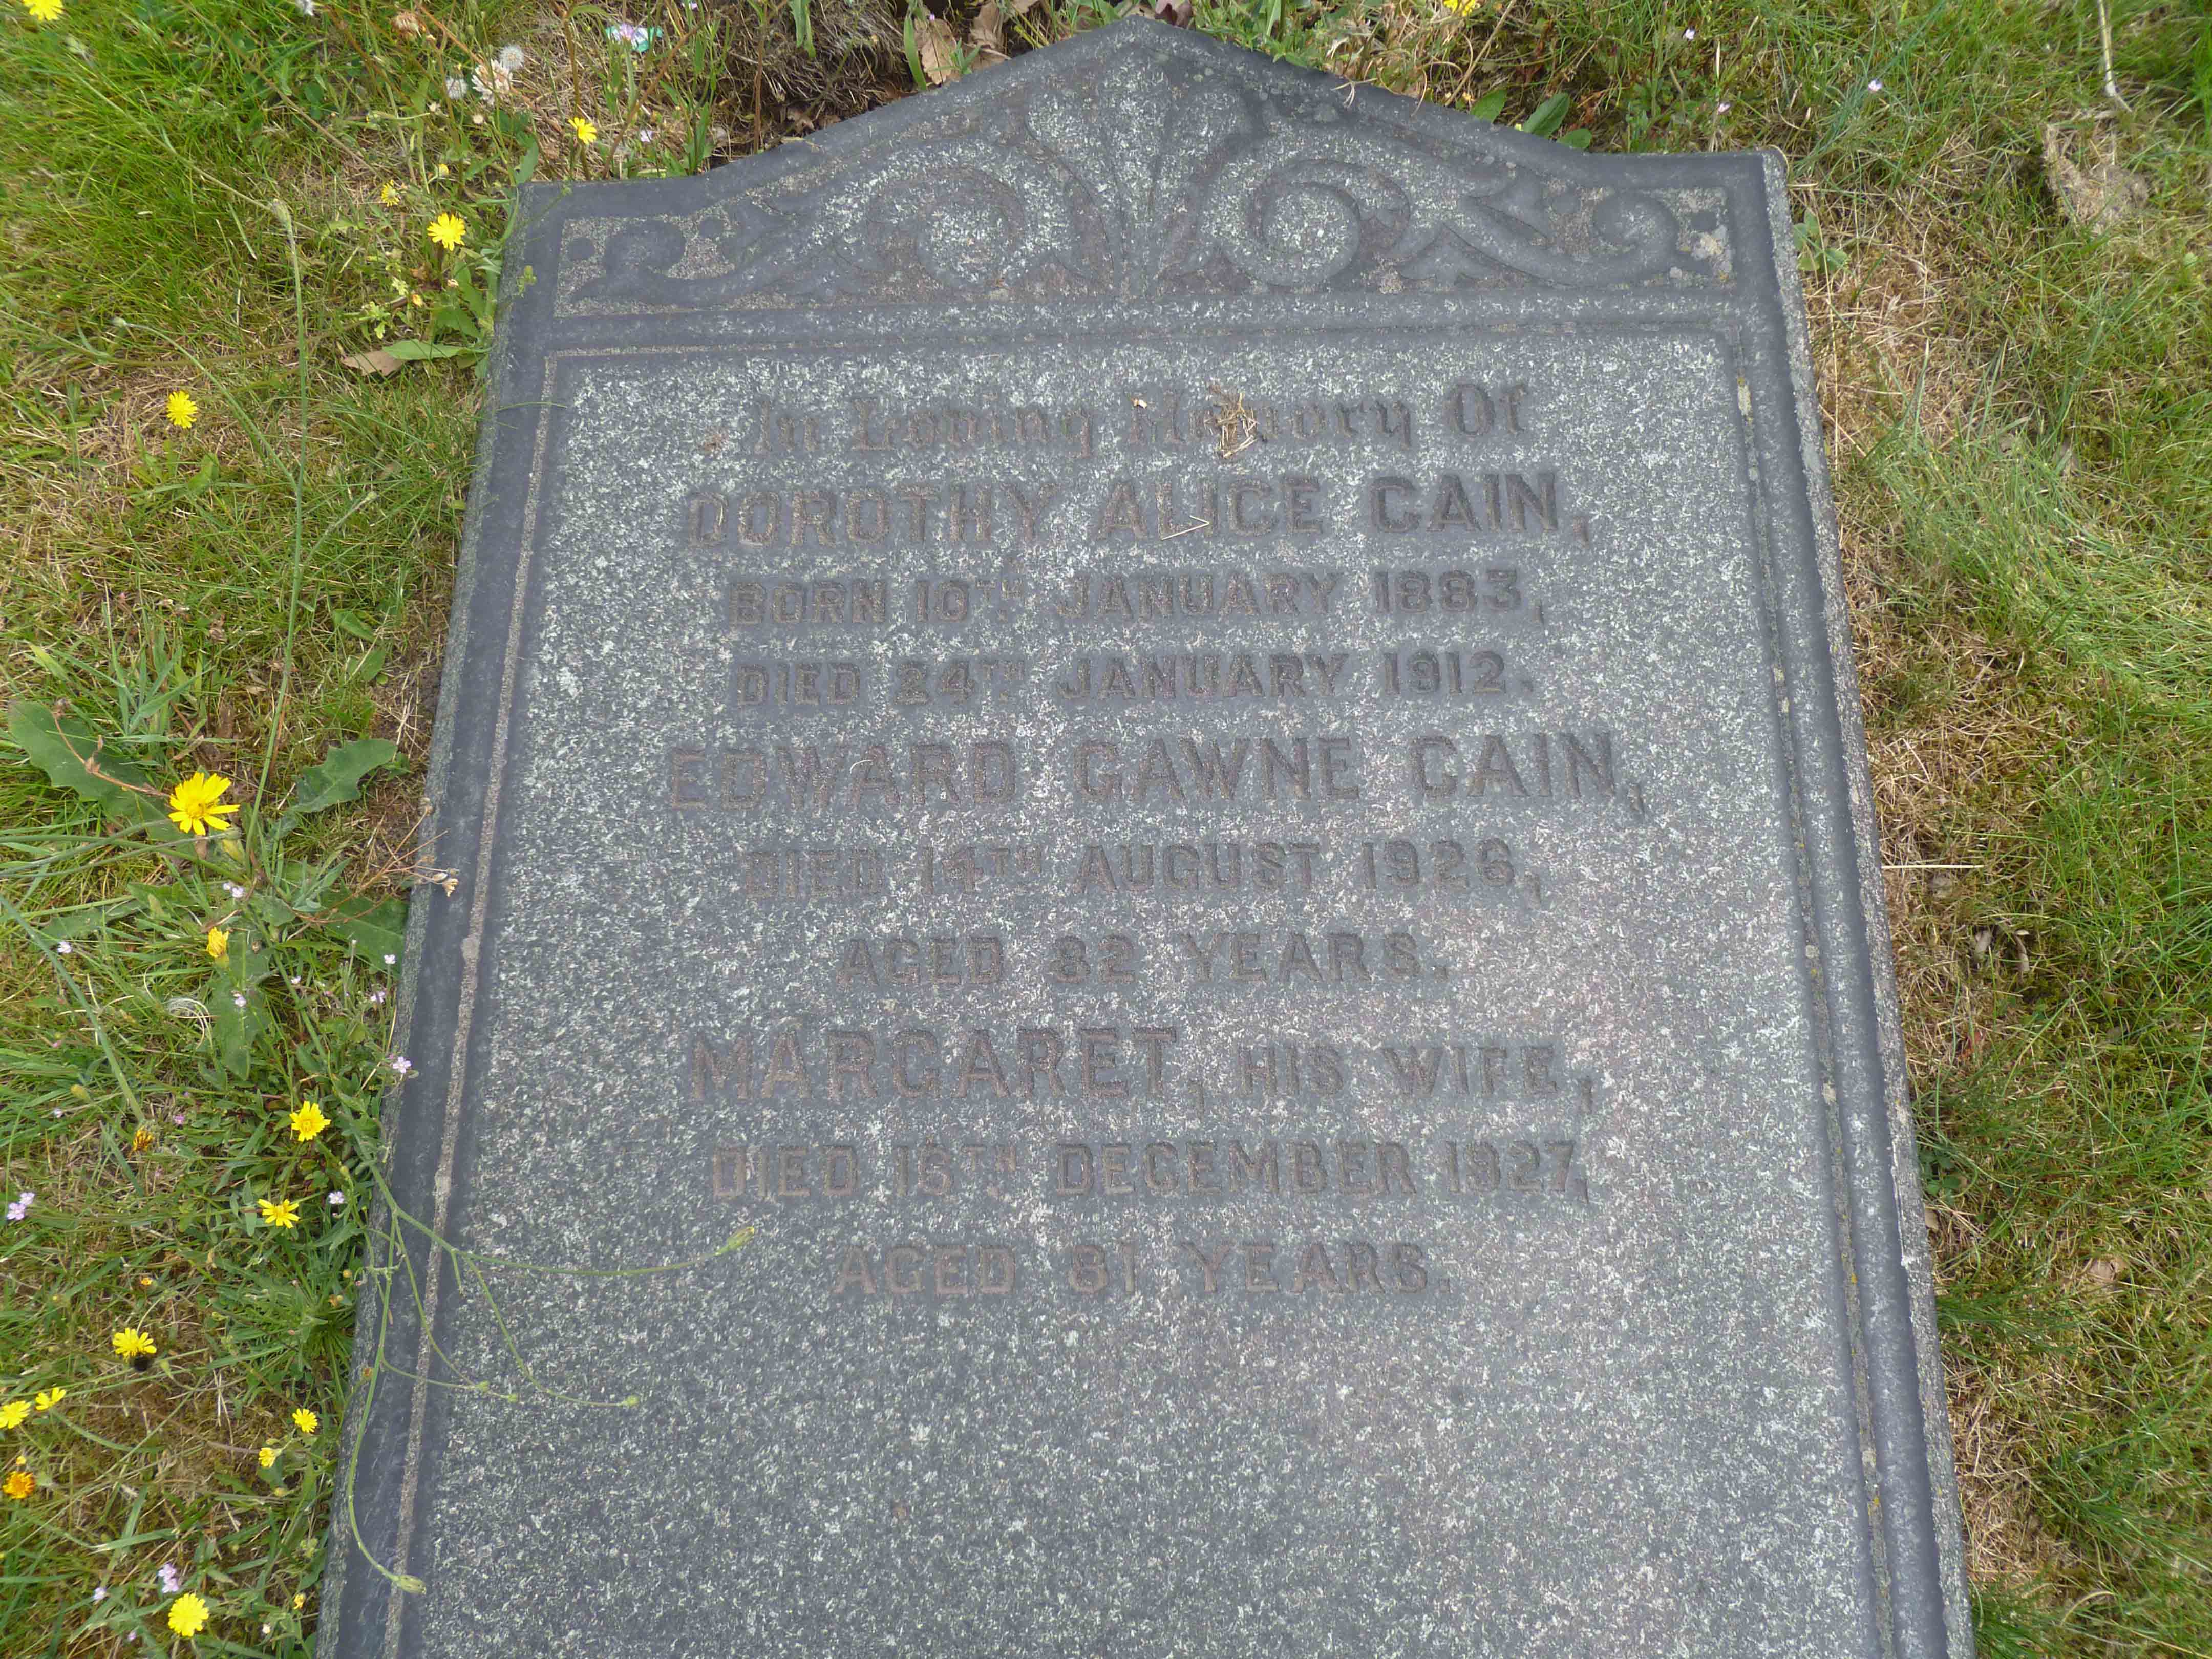 In Loving Memory Of
DOROTHY ALICE CAIN,
BORN 10TH JANUARY 1883,
DIED 24TH JANUARY 1912.
EDWARD GAWNE CAIN,
DIED 14TH AUGUST 1926,
AGED 82 YEARS.
MARGARET, HIS WIFE,
DIED 16TH DECEMBER 1927,
AGED 81 YEARS.